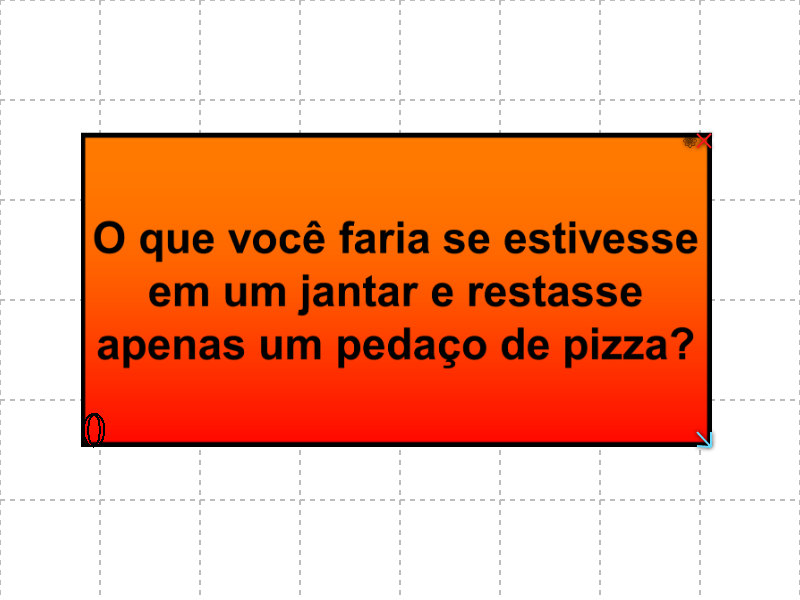 O que você faria se estivesse
em um jantar e restasse
apenas um pedaço de pizza?